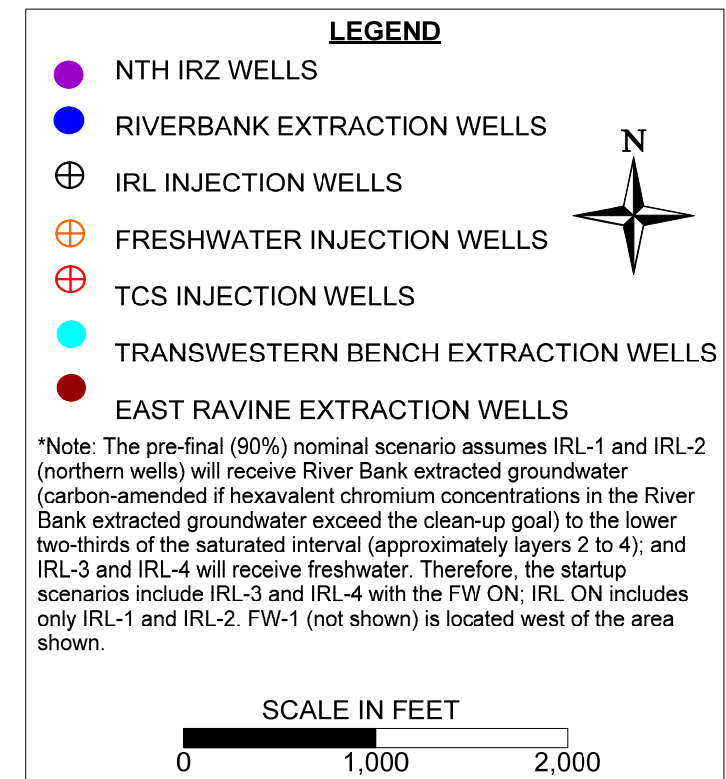 LEGEND
NTH IRZ WELLS
RIVERBANK EXTRACTION WELLS
N
IRL INJECTION WELLS
FRESHWATER INJECTION WELLS
TCS INJECTION WELLS
TRANSWESTERN BENCH EXTRACTION WELLS
EAST RAVINE EXTRACTION WELLS
*Note: The pre-final (90%) nominal scenario assumes IRL-1 and IRL-2
(northern wells) will receive River Bank extracted groundwater
(carbon-amended if hexavalent chromium concentrations in the River
Bank extracted groundwater exceed the clean-up goal) to the lower
two-thirds of the saturated interval (approximately layers 2 to 4); and
IRL-3 and IRL-4 will receive freshwater. Therefore, the startup
scenarios include IRL-3 and IRL-4 with the FW ON; IRL ON includes
only IRL-1 and IRL-2. FW-1 (not shown) is located west of the area
shown.
SCALE IN FEET
0 1,000 2,000